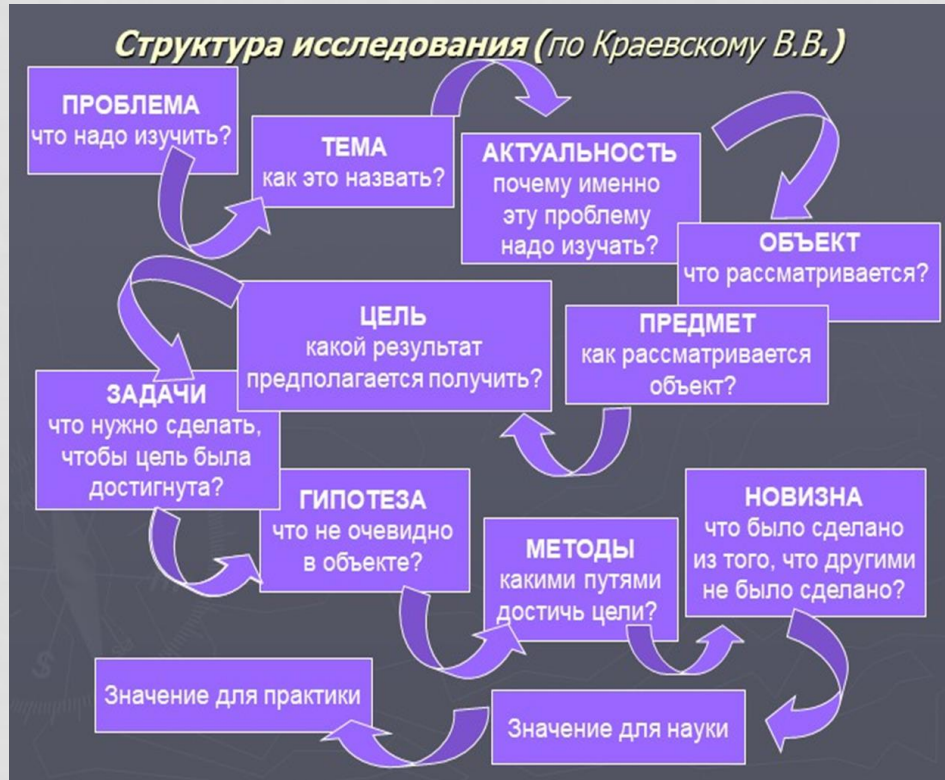 Структура исследования (по Краевскому В.В.)
ПРОБЛЕМА
что надо изучить?
ТЕМА
как это назвать?
АКТУАЛЬНОСТЬ
почему именно
эту проблему
надо изучать?
ОБЪЕКТ
что рассматривается?
ПРЕДМЕТ
как рассматривается
объект?
ЦЕЛЬ
какой результат
предполагается получить?
ЗАДАЧИ
что нужно сделать,
чтобы цель была
достигнута?
ГИПОТЕЗА
что не очевидно
в объекте?
МЕТОДЫ
какими путями
достичь цели?
НОВИЗНА
что было сделано
из того, что другими
не было сделано?
Значение для науки
Значение для практики
S